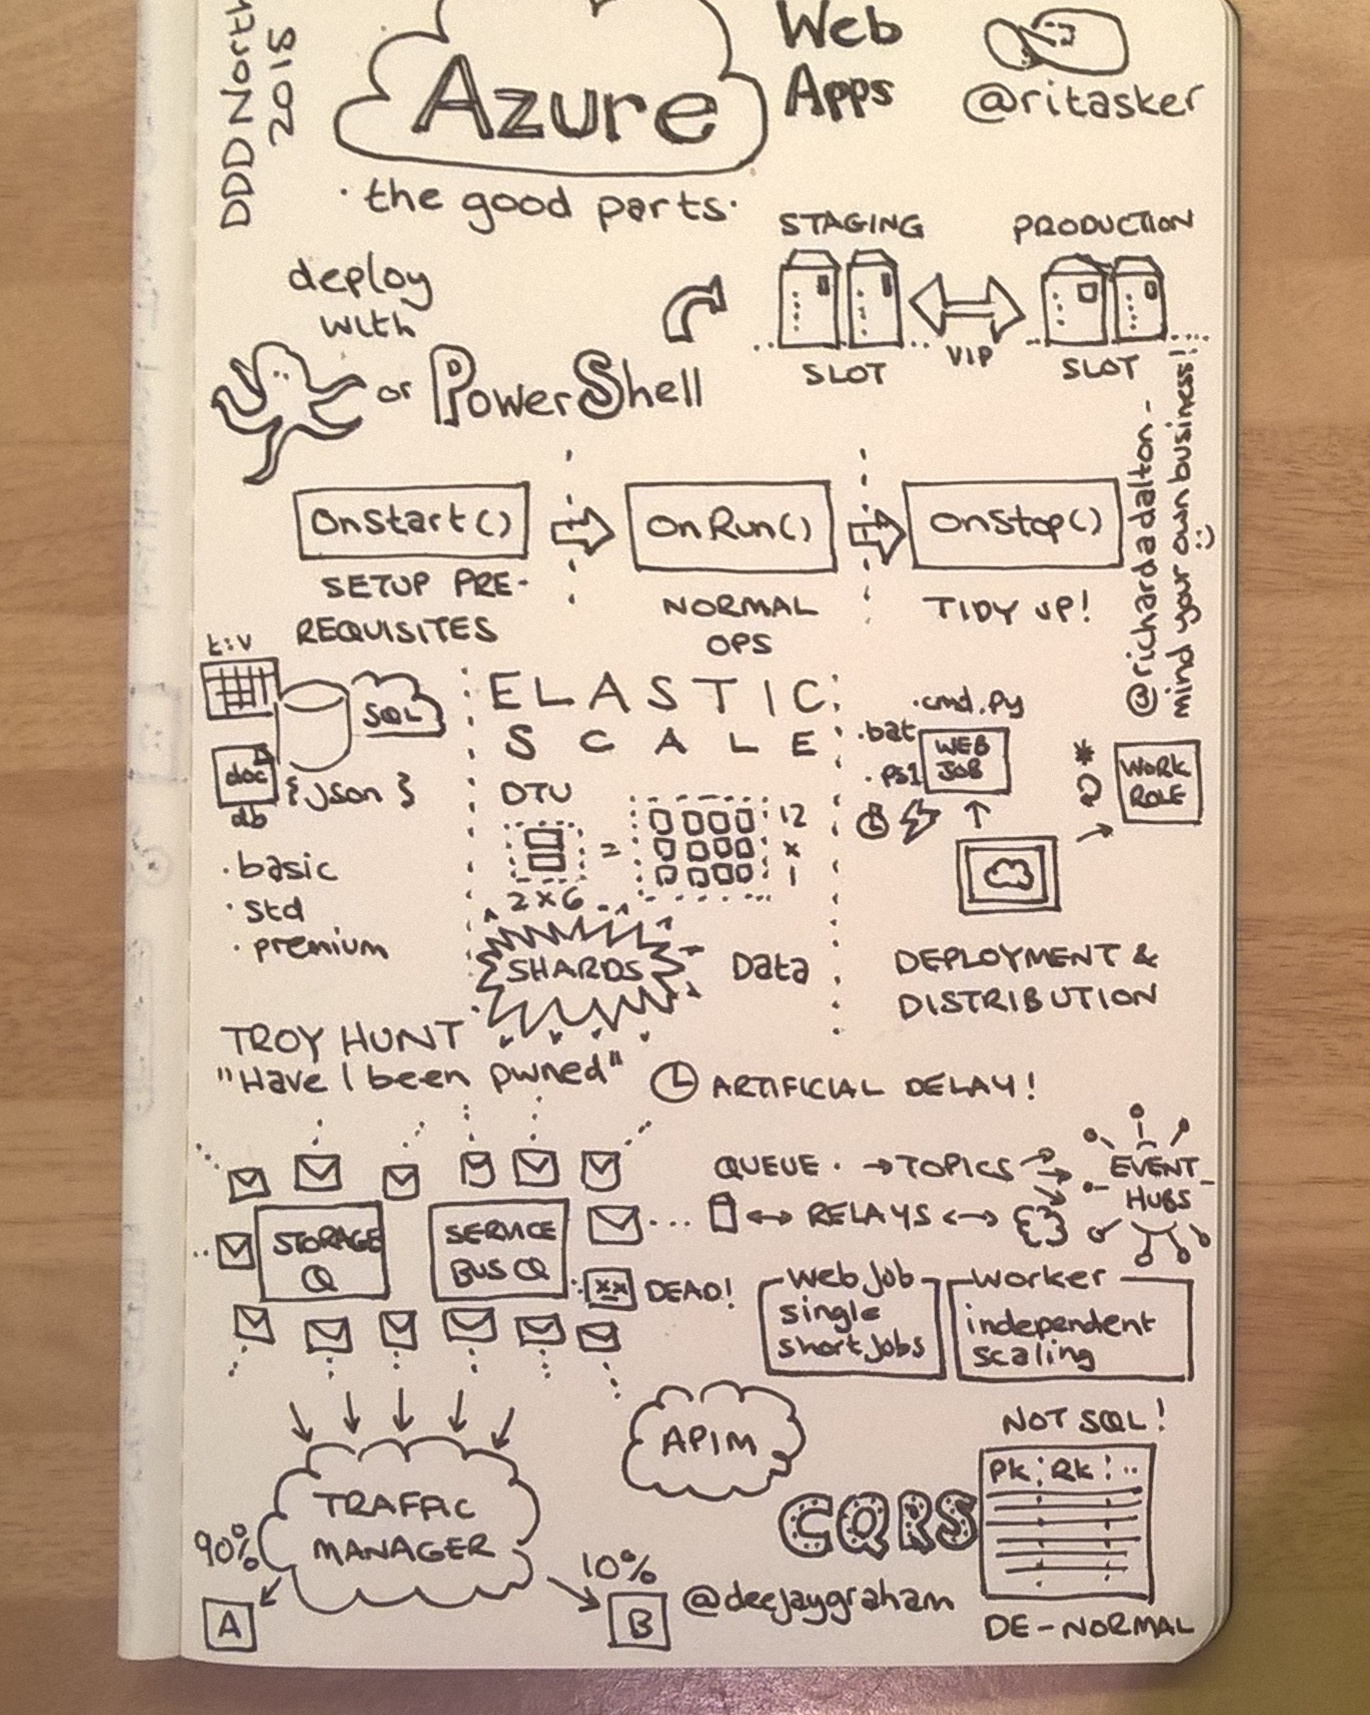 DDD North
2015
Azure
Web
Apps
@ritasker
· the good parts ·
STAGING
PRODUCTION
SLOT
VIP
SLOT
deploy
with
or PowerShell
@richardadalton -
mind your own business! :)
OnStart()
OnRun()
OnStop()
SETUP PRE-
REQUISITES
NORMAL
OPS
TIDY UP!
k:v
SQL
doc
db
{json}
· basic
· std
· premium
ELASTIC
SCALE
DTU
2 x 6
=
12
x
1
SHARDS
Data
.cmd .py
.bat
.ps1
WEB
JOB
*
WORK
ROLE
DEPLOYMENT &
DISTRIBUTION
TROY HUNT
"Have I been pwned"
ARTIFICIAL DELAY!
STORAGE
Q
SERVICE
BUS Q
xx
DEAD!
QUEUE · → TOPICS
EVENT
HUBS
↔ RELAYS ↔
Web Job
single
short jobs
Worker
independent
scaling
TRAFFIC
MANAGER
90%
A
10%
B
APIM
CQRS
NOT SQL!
PK RK ..
DE-NORMAL
@deejaygraham